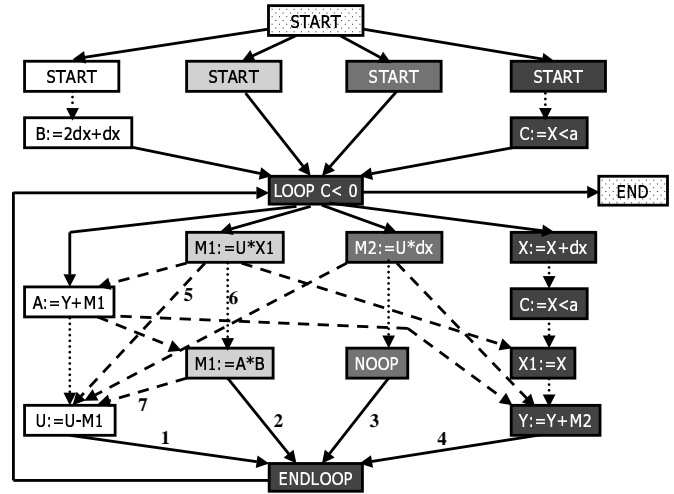 START
START
START
START
START
B:=2dx+dx
C:=X<a
LOOP C< 0
END
M1:=U*X1
M2:=U*dx
X:=X+dx
A:=Y+M1
5
6
C:=X<a
M1:=A*B
NOOP
X1:=X
7
U:=U-M1
Y:=Y+M2
1
2
3
4
ENDLOOP